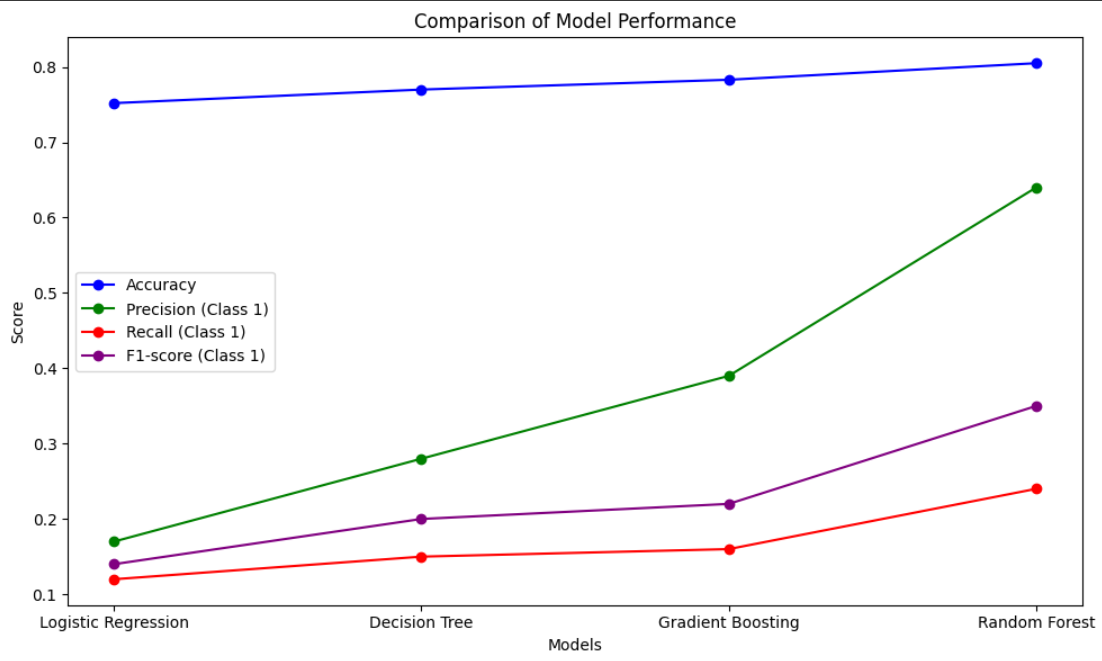 Comparison of Model Performance
0.8
0.7
0.6
0.5
0.4
0.3
0.2
0.1
Score
Accuracy
Precision (Class 1)
Recall (Class 1)
F1-score (Class 1)
Logistic Regression
Decision Tree
Gradient Boosting
Random Forest
Models